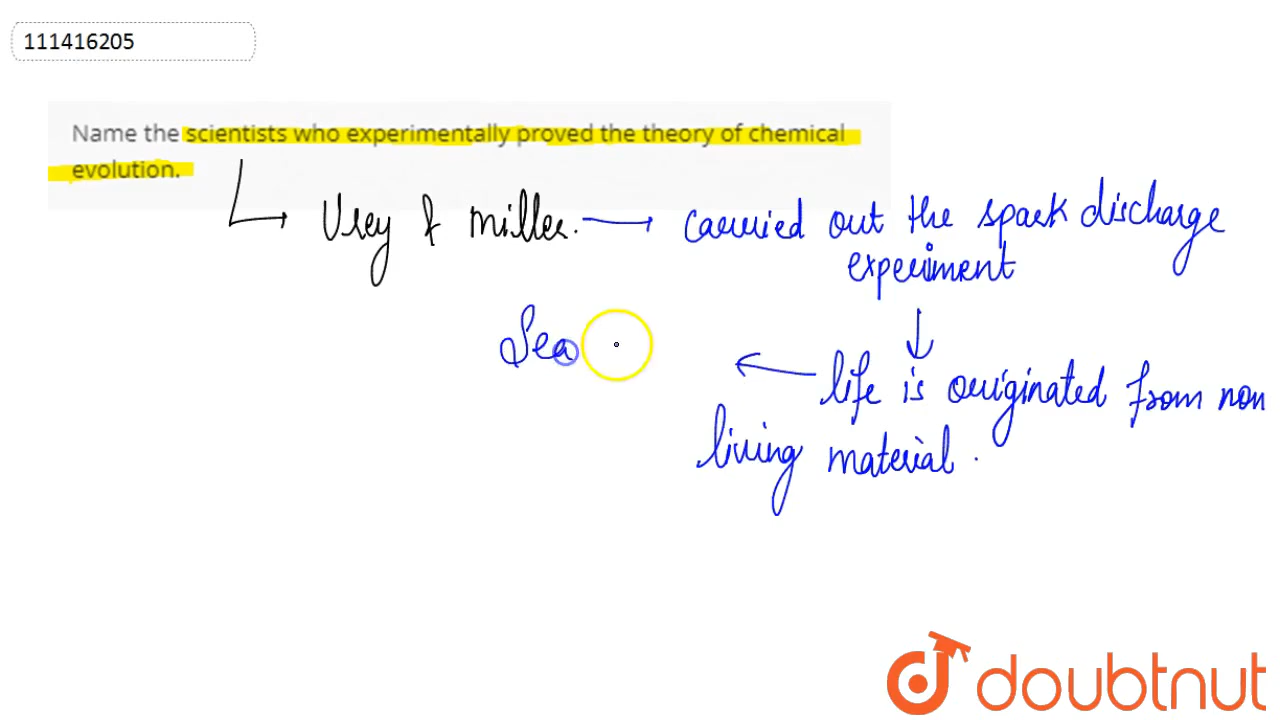 111416205
Name the scientists who experimentally proved the theory of chemical
evolution.
Urey & Miller. → carried out the spark discharge
experiment
Sea
↓
← life is originated from non
living material.
doubtnut